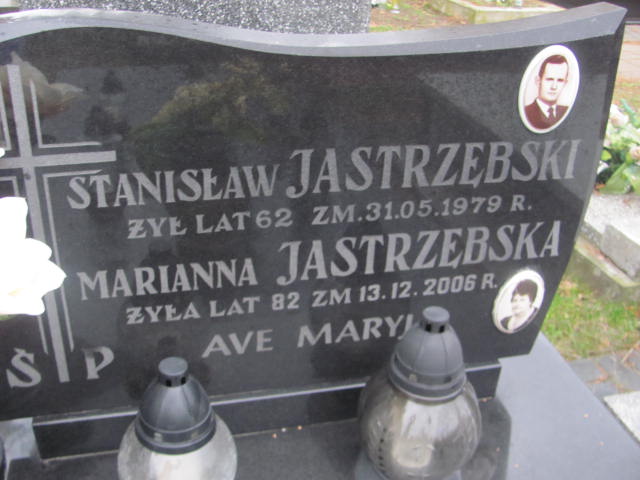 STANISŁAW JASTRZĘBSKI
ŻYŁ LAT 62 ZM. 31.05.1979 R.
MARIANNA JASTRZĘBSKA
ŻYŁA LAT 82 ZM 13.12.2006 R.
Ś P AVE MARYJ